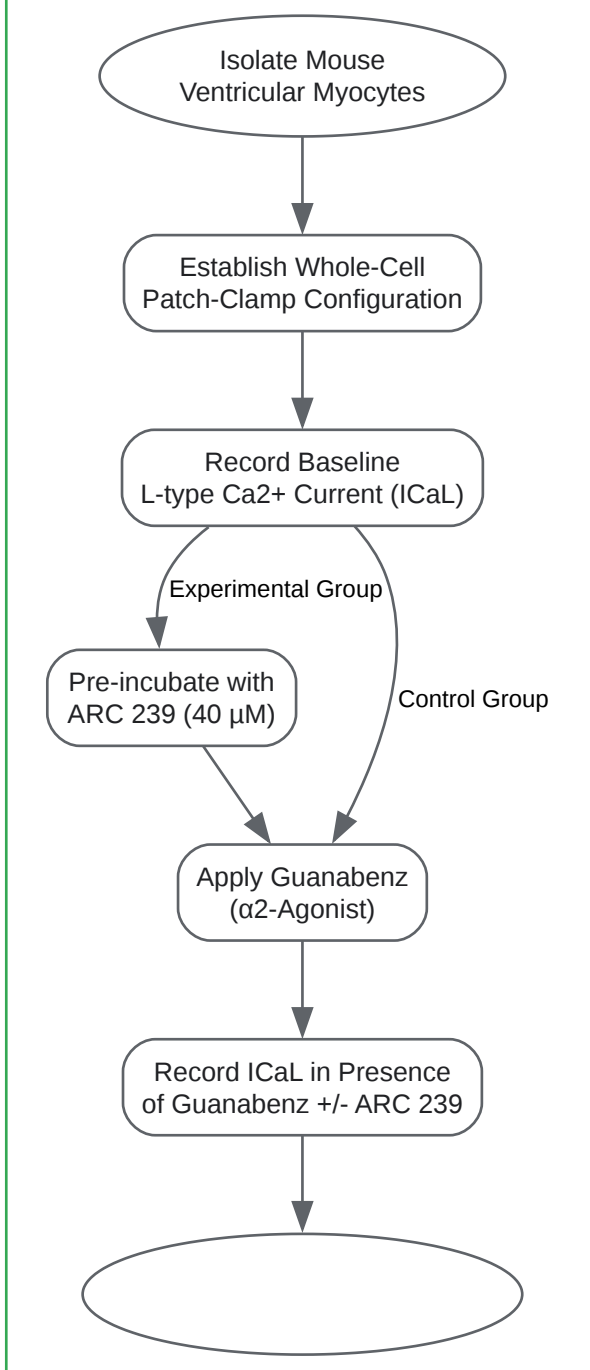 Isolate Mouse
Ventricular Myocytes
Establish Whole-Cell
Patch-Clamp Configuration
Record Baseline
L-type Ca2+ Current (ICaL)
Experimental Group
Pre-incubate with
ARC 239 (40 µM)
Control Group
Apply Guanabenz
(α2-Agonist)
Record ICaL in Presence
of Guanabenz +/- ARC 239